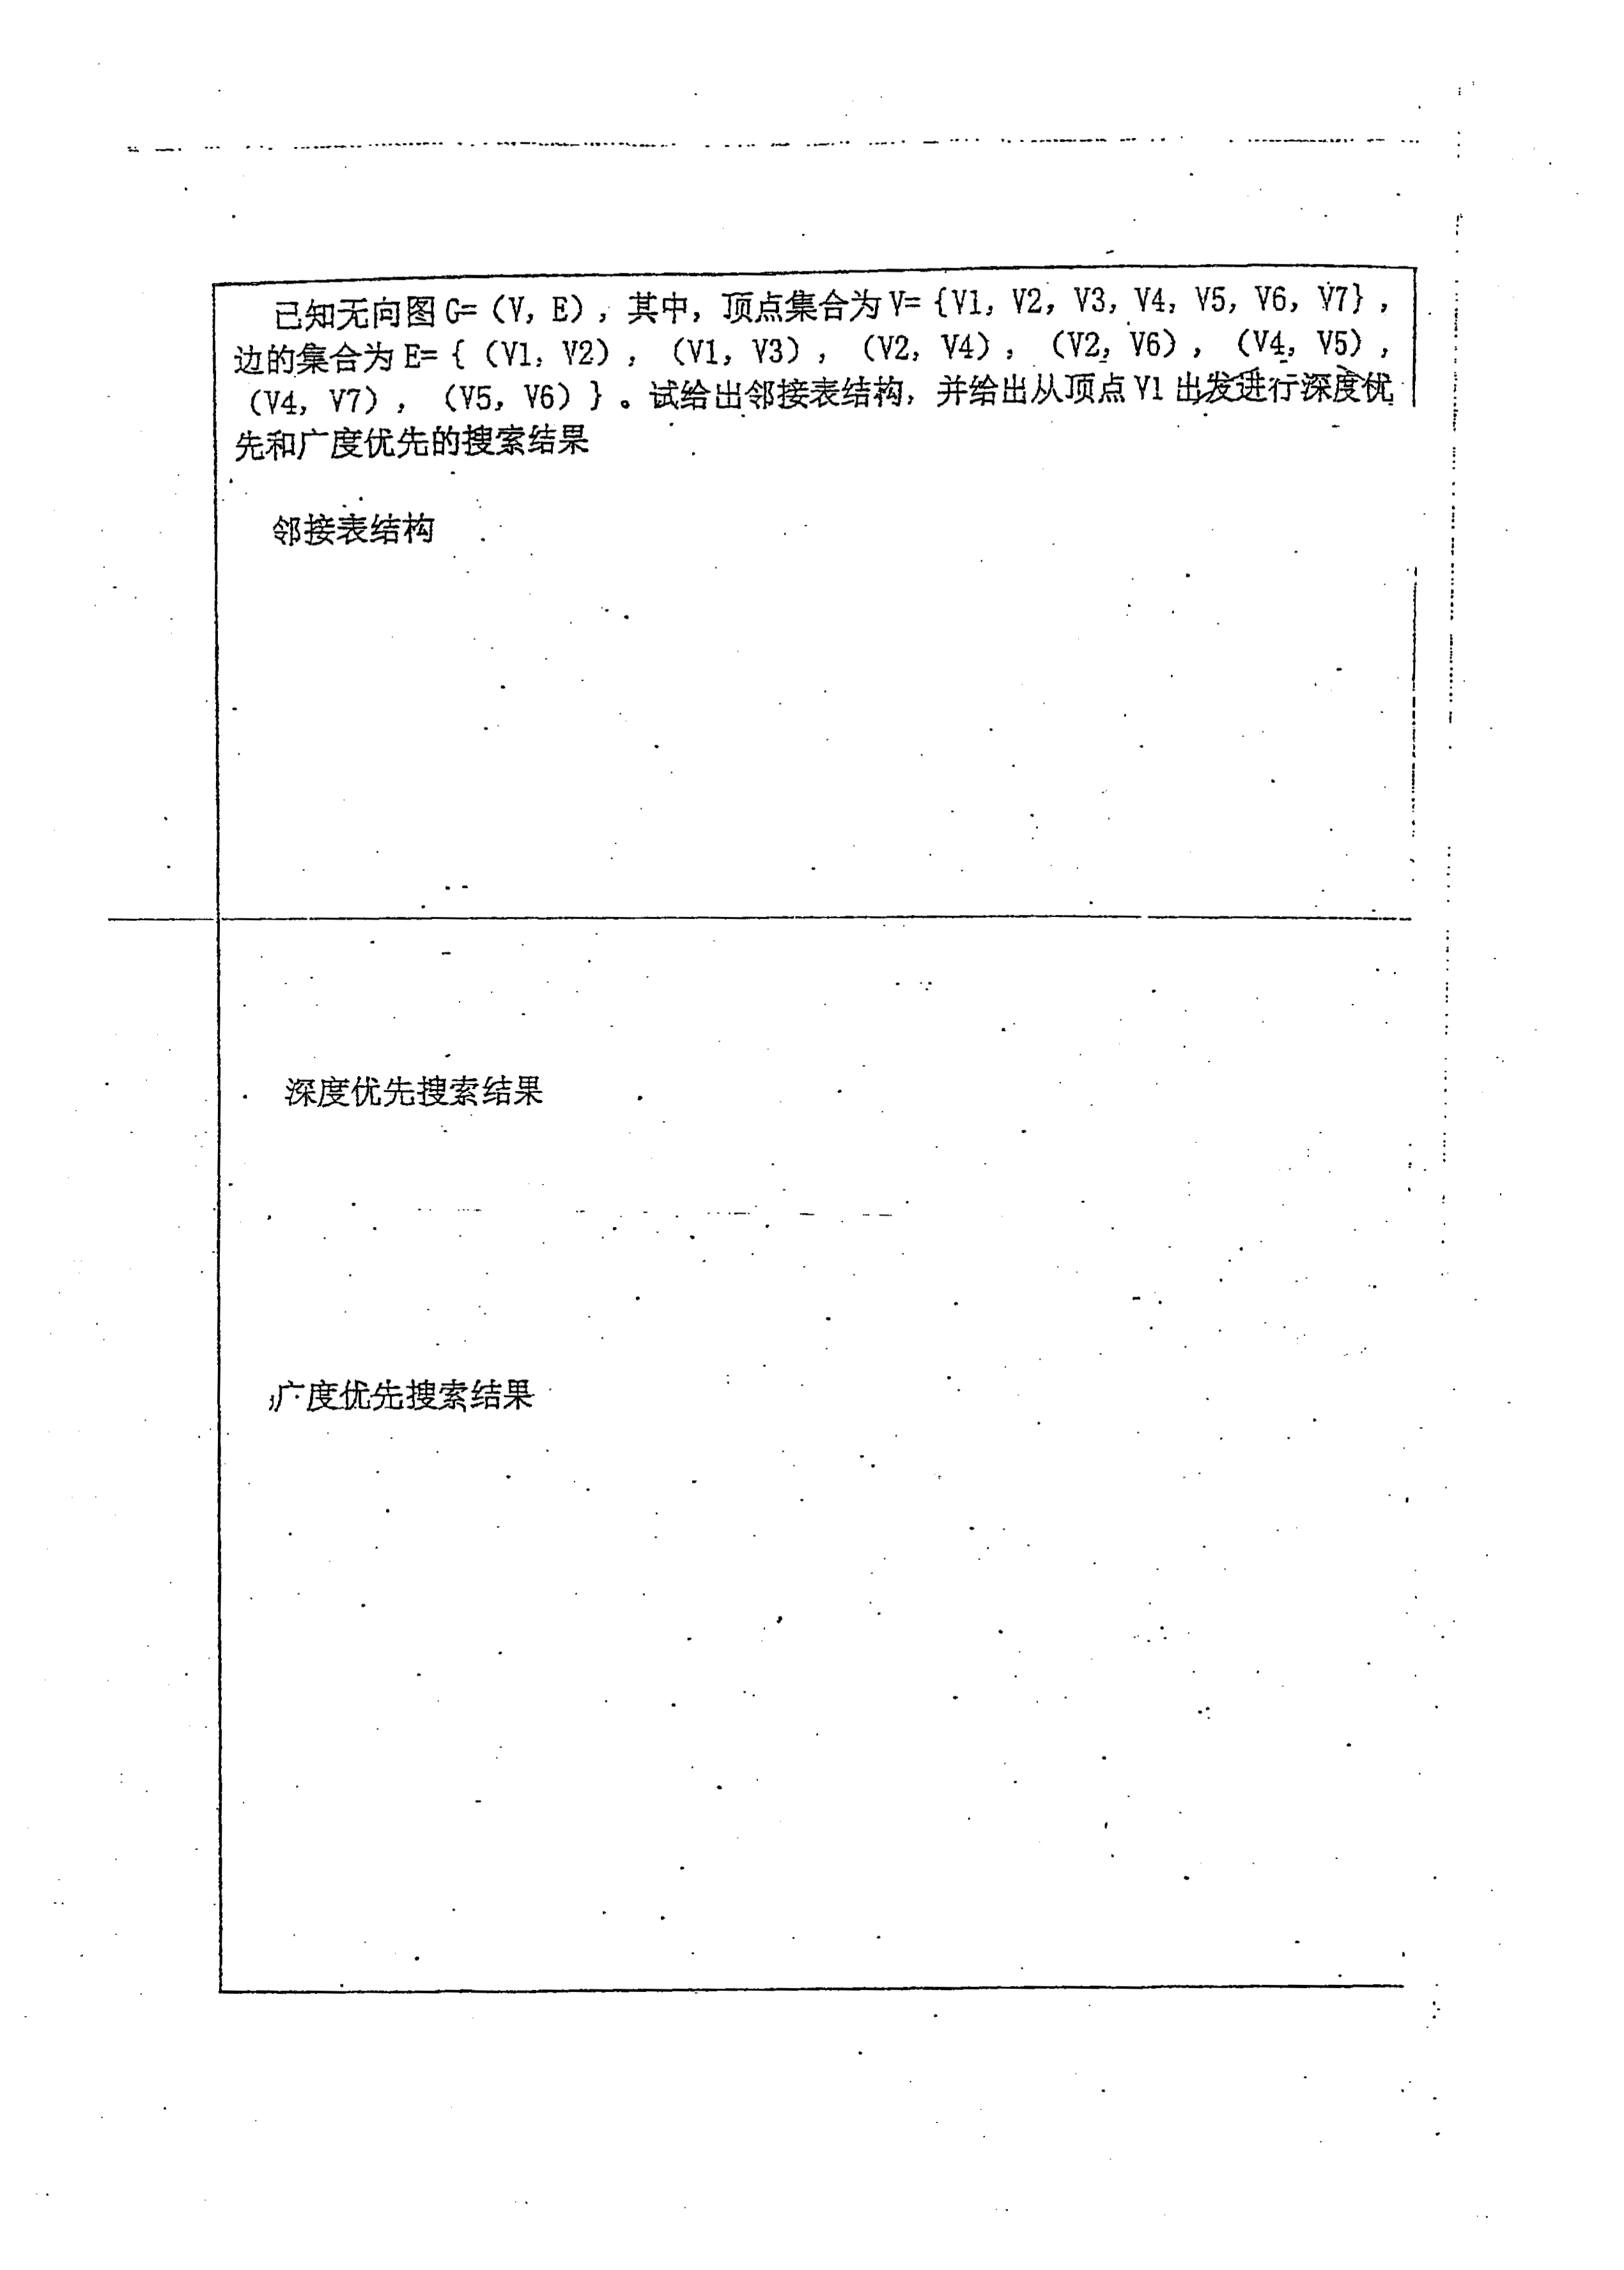 已知无向图 G=（V，E），其中，顶点集合为 V=｛V1，V2，V3，V4，V5，V6，V7｝，
边的集合为 E=｛（V1，V2），（V1，V3），（V2，V4），（V2，V6），（V4，V5），
（V4，V7），（V5，V6）｝。试给出邻接表结构，并给出从顶点 V1 出发进行深度优
先和广度优先的搜索结果
邻接表结构
深度优先搜索结果
广度优先搜索结果